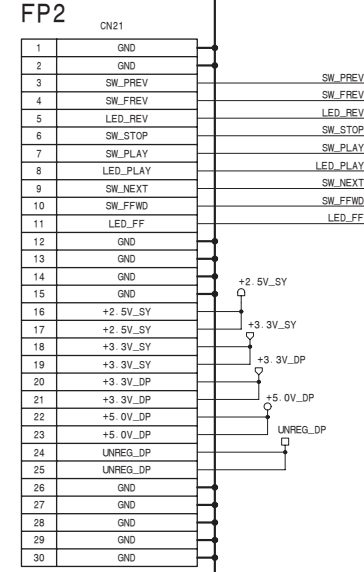 FP2
CN21
1 GND
2 GND
3 SW_PREV SW_PREV
4 SW_FREV SW_FREV
5 LED_REV LED_REV
6 SW_STOP SW_STOP
7 SW_PLAY SW_PLAY
8 LED_PLAY LED_PLAY
9 SW_NEXT SW_NEXT
10 SW_FFWD SW_FFWD
11 LED_FF LED_FF
12 GND
13 GND
14 GND
15 GND
+2.5V_SY
16 +2.5V_SY
17 +2.5V_SY
+3.3V_SY
18 +3.3V_SY
19 +3.3V_SY
+3.3V_DP
20 +3.3V_DP
21 +3.3V_DP
+5.0V_DP
22 +5.0V_DP
23 +5.0V_DP
UNREG_DP
24 UNREG_DP
25 UNREG_DP
26 GND
27 GND
28 GND
29 GND
30 GND